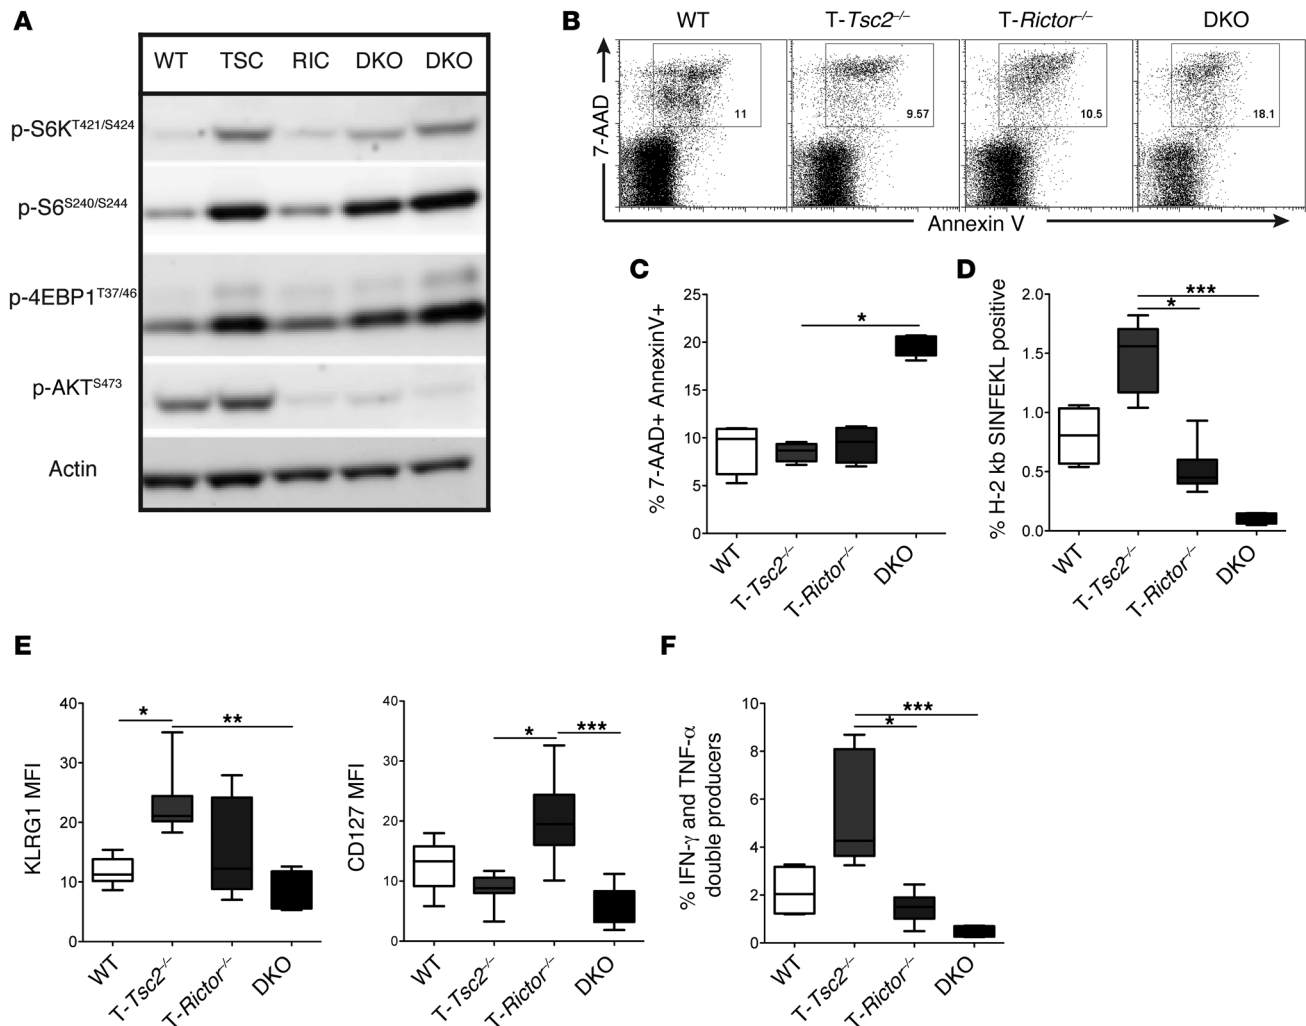 A
WT TSC RIC DKO DKO
p-S6K^T421/S424
p-S6^S240/S244
p-4EBP1^T37/46
p-AKT^S473
Actin
B
WT T-Tsc2–/– T-Rictor–/– DKO
7-AAD
11 9.57 10.5 18.1
Annexin V
C
% 7-AAD+ AnnexinV+
25
20
15
10
5
0
*
WT T-Tsc2–/– T-Rictor–/– DKO
D
% H-2 kb SINFEKL positive
2.0
1.5
1.0
0.5
0.0
***
*
WT T-Tsc2–/– T-Rictor–/– DKO
E
KLRG1 MFI
40
30
20
10
0
* **
WT T-Tsc2–/– T-Rictor–/– DKO
CD127 MFI
40
30
20
10
0
* ***
WT T-Tsc2–/– T-Rictor–/– DKO
F
% IFN-γ and TNF-α
double producers
10
8
6
4
2
0
***
*
WT T-Tsc2–/– T-Rictor–/– DKO